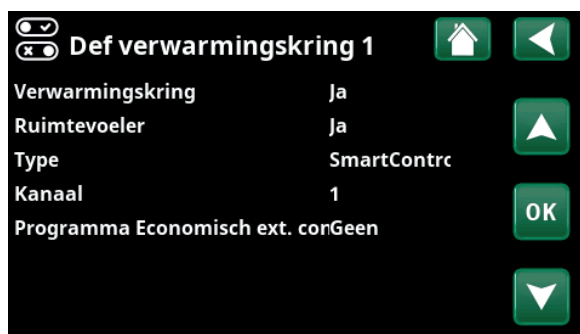 Def verwarmingskring 1
Verwarmingskring Ja
Ruimtevoeler Ja
Type SmartContrc
Kanaal 1
OK
Programma Economisch ext. conGeen